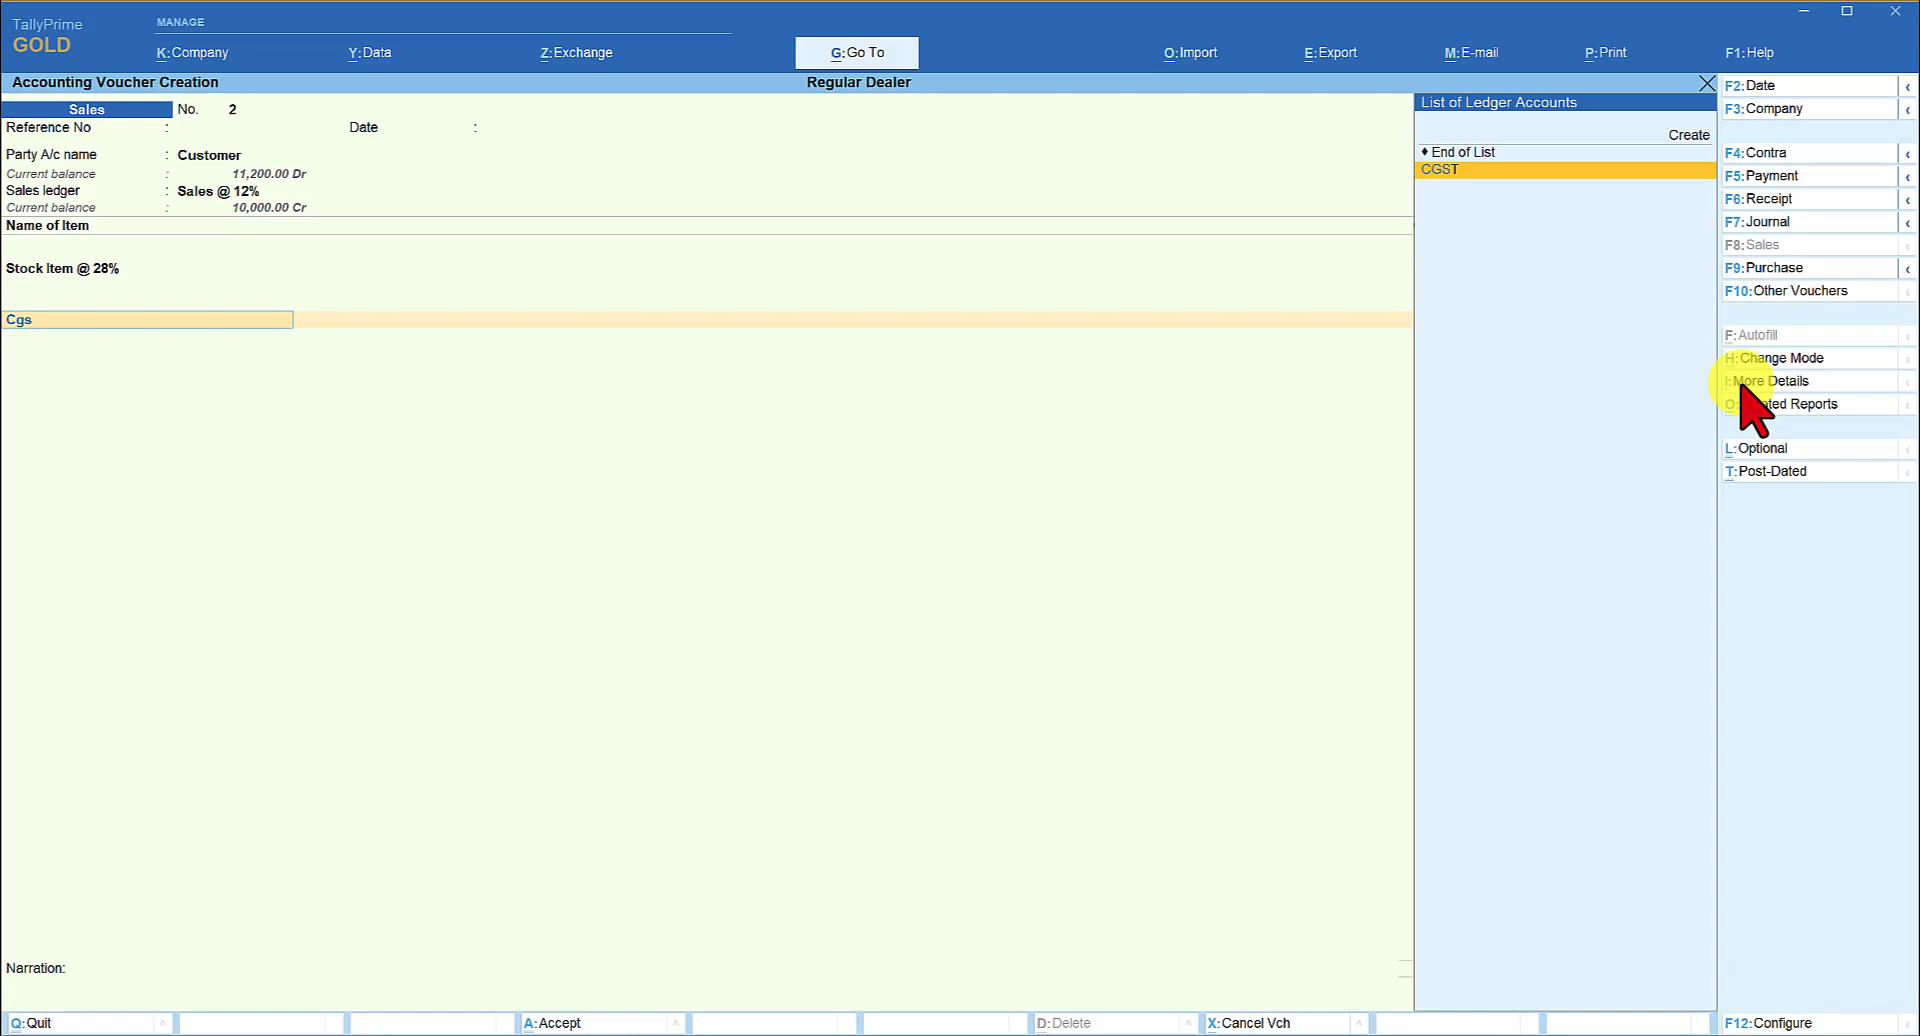 TallyPrime
GOLD
MANAGE
K:Company
Y:Data
Z:Exchange
G:Go To
O:Import
E:Export
M:E-mail
P:Print
F1:Help
Accounting Voucher Creation
Regular Dealer
Sales No. 2
Reference No :
Date :
Party A/c name : Customer
Current balance : 11,200.00 Dr
Sales ledger : Sales @ 12%
Current balance : 10,000.00 Cr
Name of Item
Stock Item @ 28%
Cgs
Narration:
List of Ledger Accounts
Create
♦ End of List
CGST
F2:Date
F3:Company
F4:Contra
F5:Payment
F6:Receipt
F7:Journal
F8:Sales
F9:Purchase
F10:Other Vouchers
F:Autofill
H:Change Mode
I:More Details
O: Reports
L:Optional
T:Post-Dated
Q:Quit
A:Accept
D:Delete
X:Cancel Vch
F12:Configure